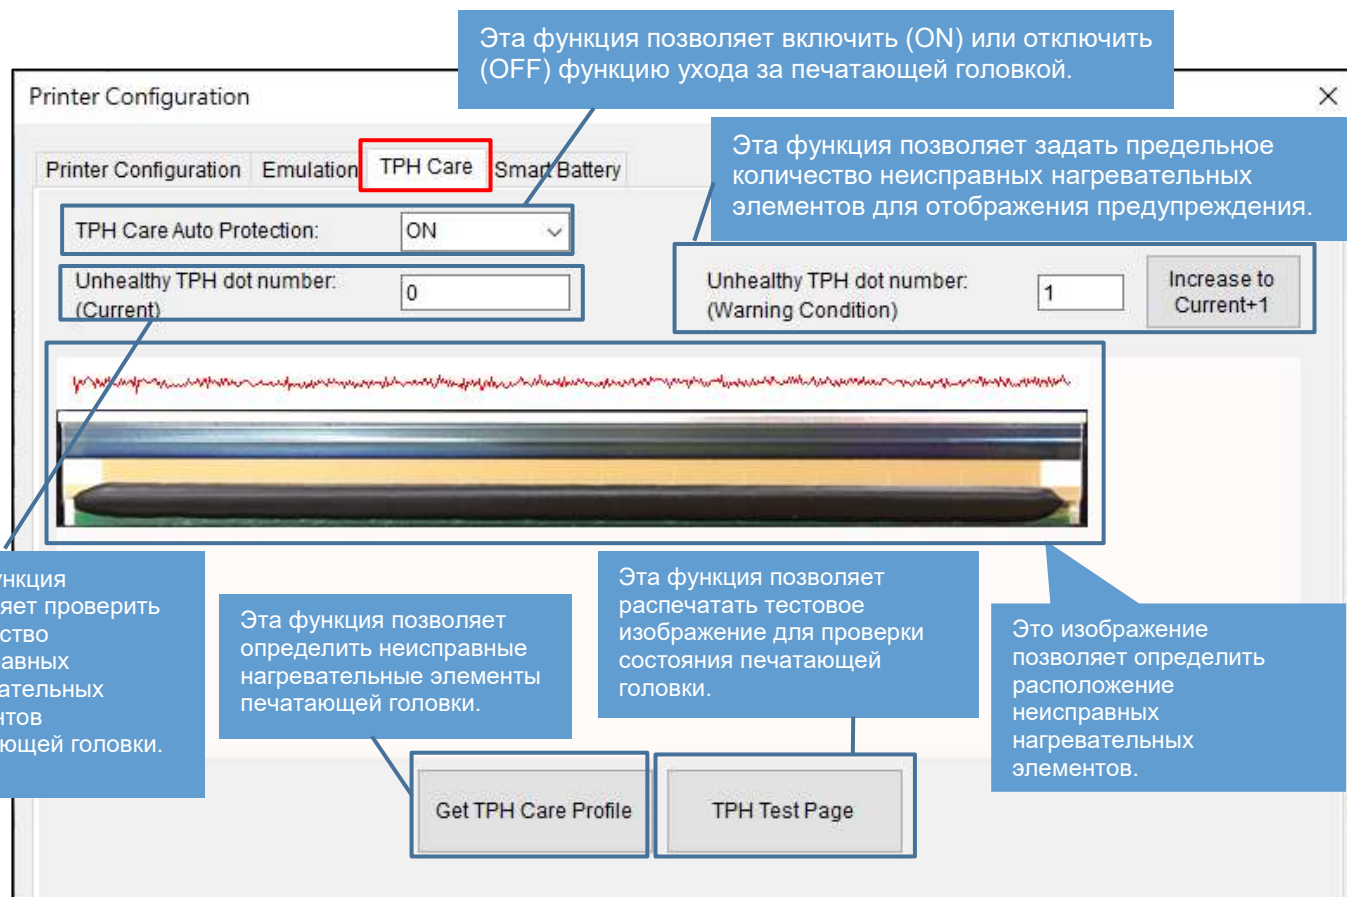 Эта функция позволяет включить (ON) или отключить
(OFF) функцию ухода за печатающей головкой.
Printer Configuration
Эта функция позволяет задать предельное
количество неисправных нагревательных
элементов для отображения предупреждения.
Printer Configuration Emulation TPH Care Smart Battery
TPH Care Auto Protection: ON
Unhealthy TPH dot number:
(Current)
0
Unhealthy TPH dot number:
(Warning Condition)
1
Increase to
Current+1
проверить
головки.
Эта функция позволяет
определить неисправные
нагревательные элементы
печатающей головки.
Эта функция позволяет
распечатать тестовое
изображение для проверки
состояния печатающей
головки.
Это изображение
позволяет определить
расположение
неисправных
нагревательных
элементов.
Get TPH Care Profile
TPH Test Page